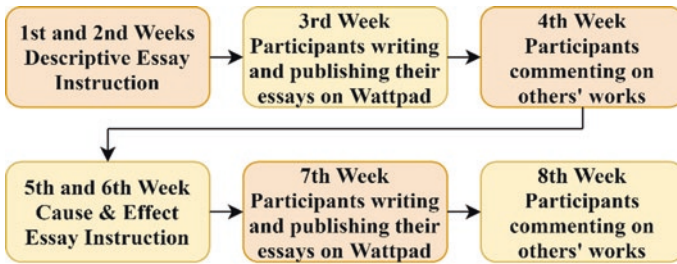 1st and 2nd Weeks
Descriptive Essay
Instruction
3rd Week
Participants writing
and publishing their
essays on Wattpad
4th Week
Participants
commenting on
others' works
5th and 6th Week
Cause & Effect
Essay Instruction
7th Week
Participants writing
and publishing their
essays on Wattpad
8th Week
Participants
commenting on
others' works